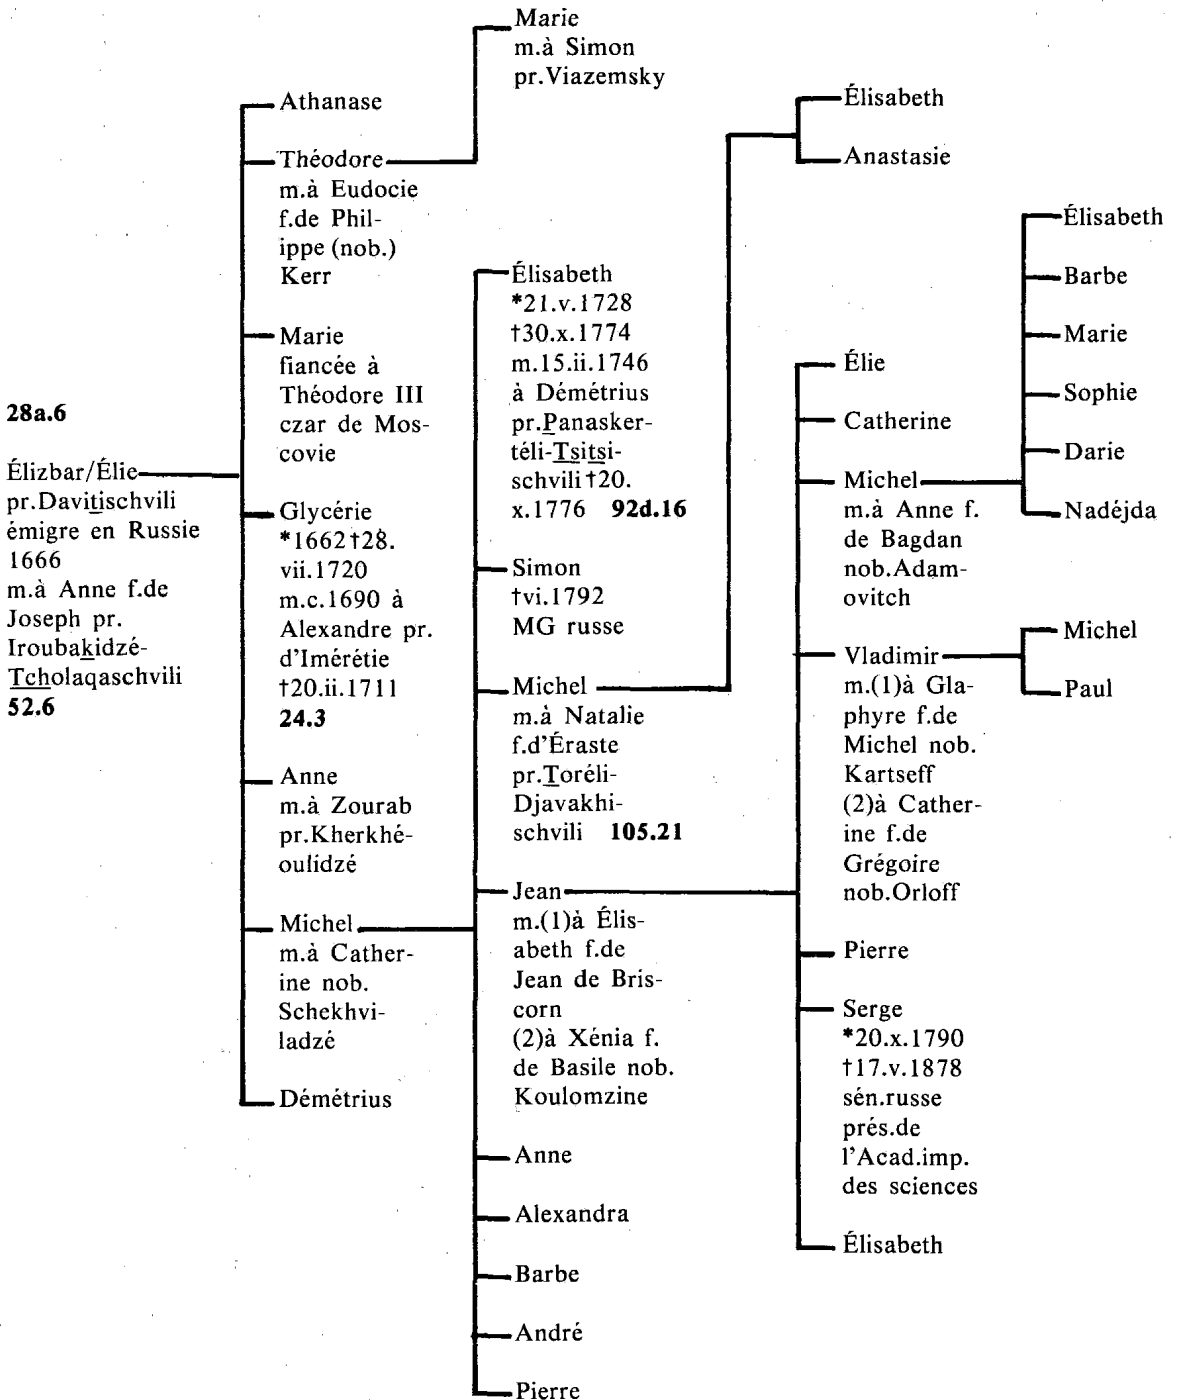 28a.6
Élizbar/Élie
pr.Davitischvili
émigre en Russie
1666
m.à Anne f.de
Joseph pr.
Iroubakidzé-
Tcholaqaschvili
52.6
Athanase
Théodore
m.à Eudocie
f.de Phil-
ippe (nob.)
Kerr
Marie
fiancée à
Théodore III
czar de Mos-
covie
Glycérie
*1662†28.
vii.1720
m.c.1690 à
Alexandre pr.
d'Imérétie
†20.ii.1711
24.3
Anne
m.à Zourab
pr.Kherkhé-
oulidzé
Michel
m.à Cather-
ine nob.
Schekhvi-
ladzé
Démétrius
Marie
m.à Simon
pr.Viazemsky
Élisabeth
*21.v.1728
†30.x.1774
m.15.ii.1746
à Démétrius
pr.Panasker-
téli-Tsitsi-
schvili†20.
x.1776 92d.16
Simon
†vi.1792
MG russe
Michel
m.à Natalie
f.d'Éraste
pr.Toréli-
Djavakhi-
schvili 105.21
Jean
m.(1)à Élis-
abeth f.de
Jean de Bris-
corn
(2)à Xénia f.
de Basile nob.
Koulomzine
Anne
Alexandra
Barbe
André
Pierre
Élisabeth
Anastasie
Élie
Catherine
Michel
m.à Anne f.
de Bagdan
nob.Adam-
ovitch
Vladimir
m.(1)à Gla-
phyre f.de
Michel nob.
Kartseff
(2)à Cather-
ine f.de
Grégoire
nob.Orloff
Pierre
Serge
*20.x.1790
†17.v.1878
sén.russe
prés.de
l'Acad.imp.
des sciences
Élisabeth
Élisabeth
Barbe
Marie
Sophie
Darie
Nadéjda
Michel
Paul